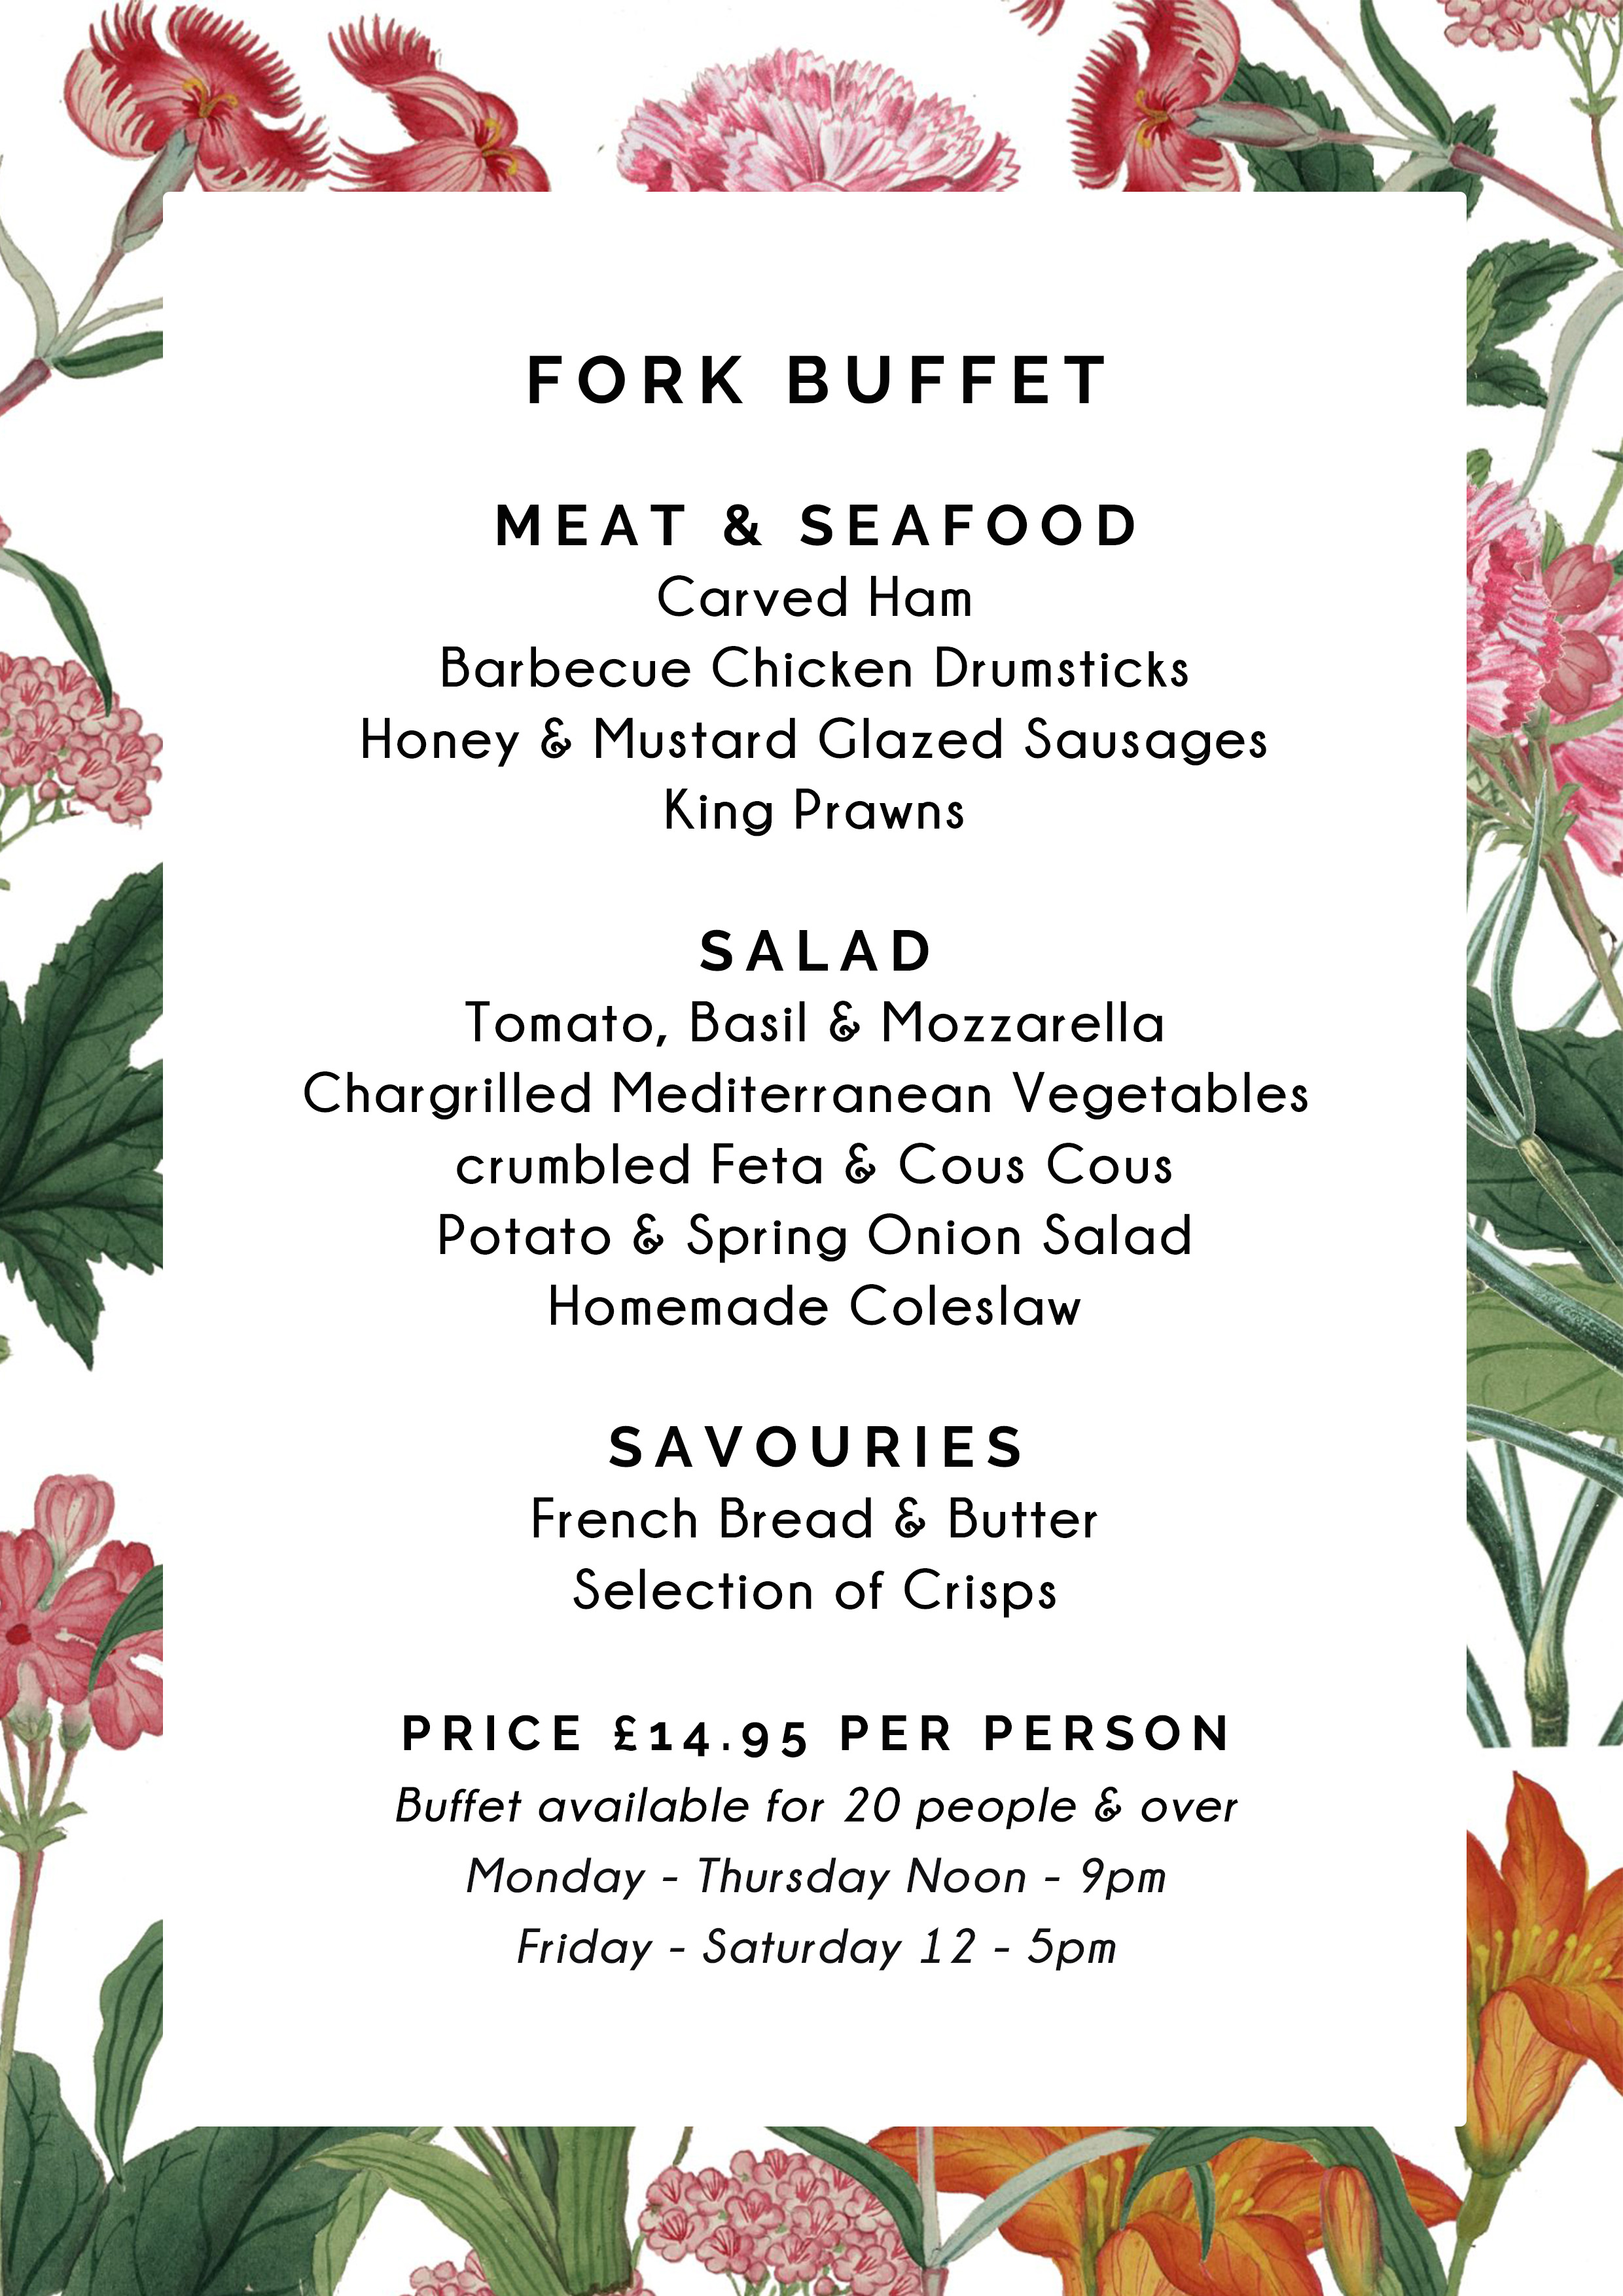 FORK BUFFET
MEAT & SEAFOOD
Carved Ham
Barbecue Chicken Drumsticks
Honey & Mustard Glazed Sausages
King Prawns
SALAD
Tomato, Basil & Mozzarella
Chargrilled Mediterranean Vegetables
crumbled Feta & Cous Cous
Potato & Spring Onion Salad
Homemade Coleslaw
SAVOURIES
French Bread & Butter
Selection of Crisps
PRICE £14.95 PER PERSON
Buffet available for 20 people & over
Monday - Thursday Noon - 9pm
Friday - Saturday 12 - 5pm